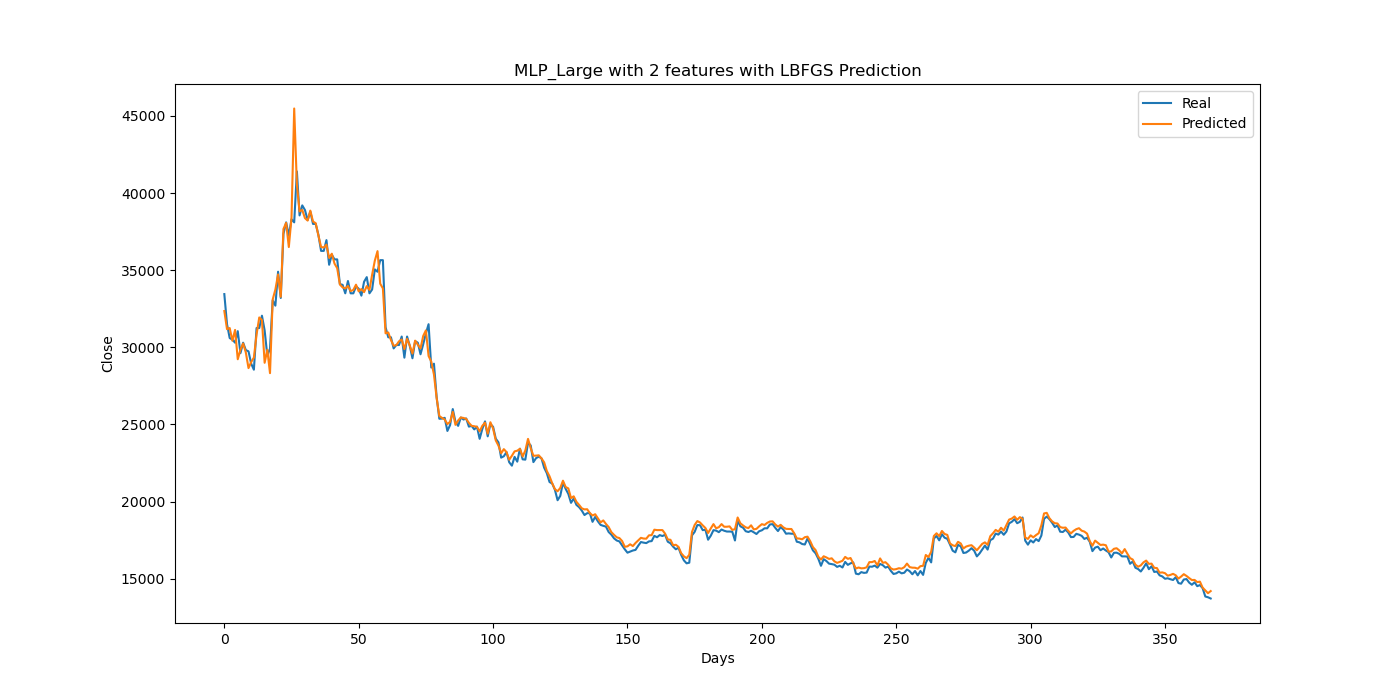 MLP_Large with 2 features with LBFGS Prediction
Real
Predicted
45000
40000
35000
30000
25000
20000
15000
Close
0 50 100 150 200 250 300 350
Days